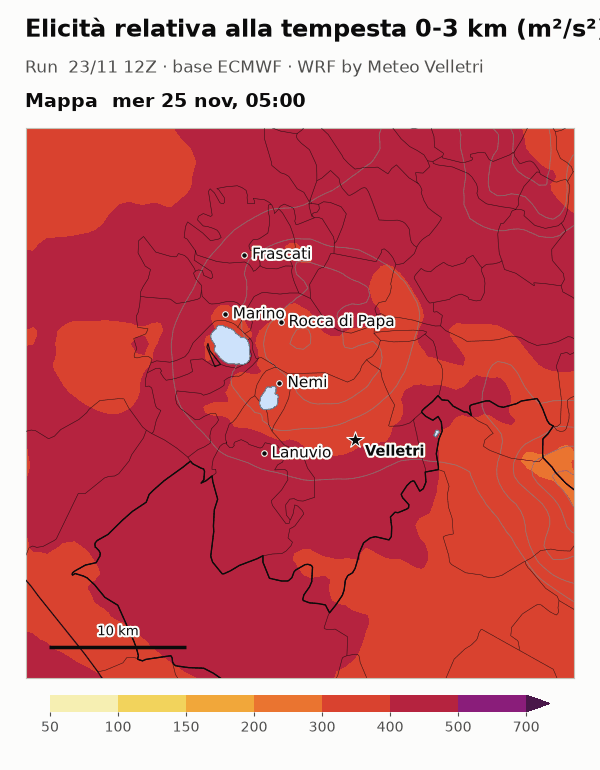 Elicità relativa alla tempesta 0-3 km (m²/s²)
Run  23/11 12Z · base ECMWF · WRF by Meteo Velletri
Mappa  mer 25 nov, 05:00
Frascati
Marino
Rocca di Papa
Nemi
Velletri
Lanuvio
10 km
50 100 150 200 300 400 500 700